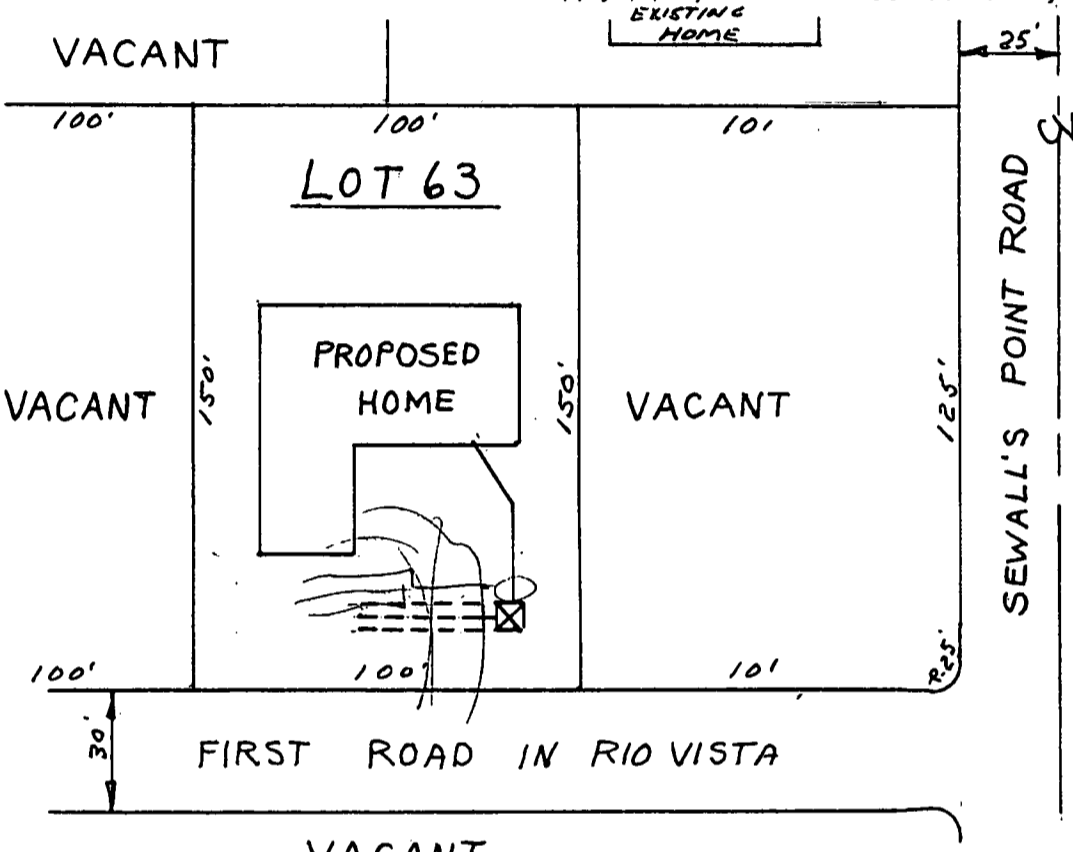 EXISTING
HOME
VACANT
25'
100'
100'
101
℄
LOT 63
SEWALL'S POINT ROAD
PROPOSED
HOME
VACANT
150'
150'
VACANT
125'
100'
100'
10'
R.25'
30'
FIRST ROAD IN RIO VISTA
VACANT